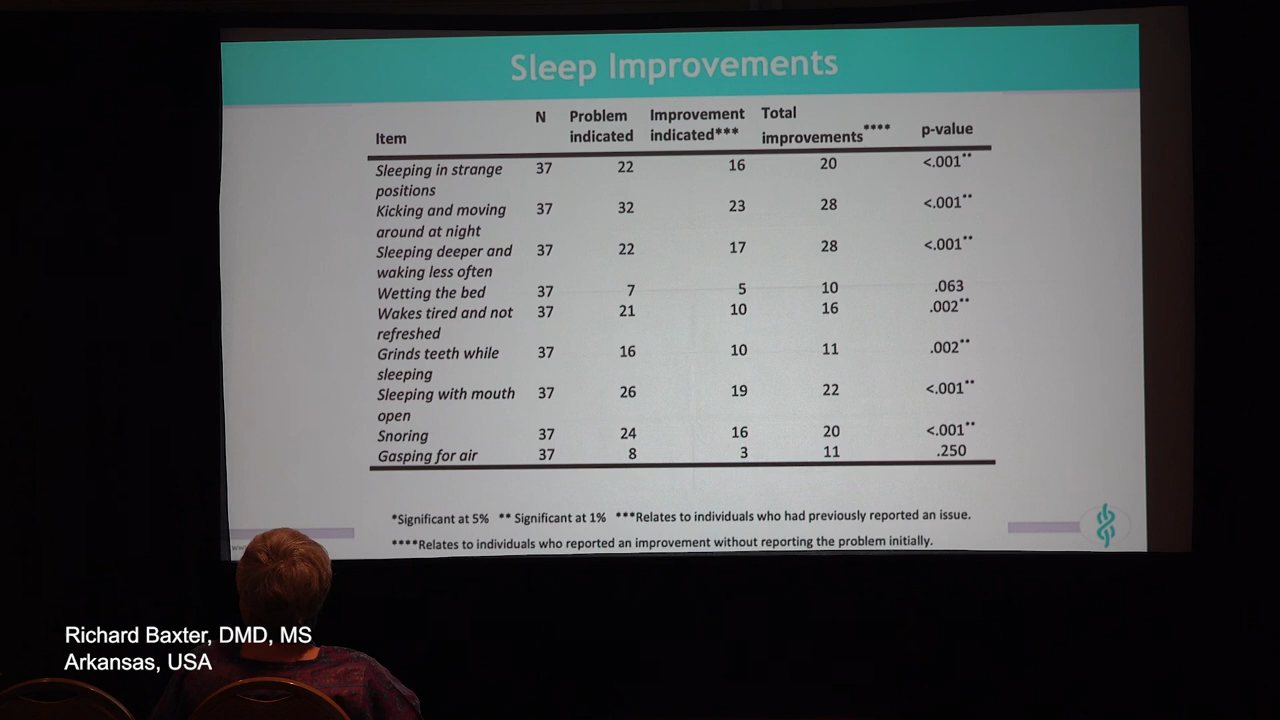 Sleep Improvements
Item N Problem indicated Improvement indicated*** Total improvements**** p-value
Sleeping in strange positions 37 22 16 20 <.001**
Kicking and moving around at night 37 32 23 28 <.001**
Sleeping deeper and waking less often 37 22 17 28 <.001**
Wetting the bed 37 7 5 10 .063
Wakes tired and not refreshed 37 21 10 16 .002**
Grinds teeth while sleeping 37 16 10 11 .002**
Sleeping with mouth open 37 26 19 22 <.001**
Snoring 37 24 16 20 <.001**
Gasping for air 37 8 3 11 .250
*Significant at 5% ** Significant at 1% ***Relates to individuals who had previously reported an issue.
****Relates to individuals who reported an improvement without reporting the problem initially.
Richard Baxter, DMD, MS
Arkansas, USA